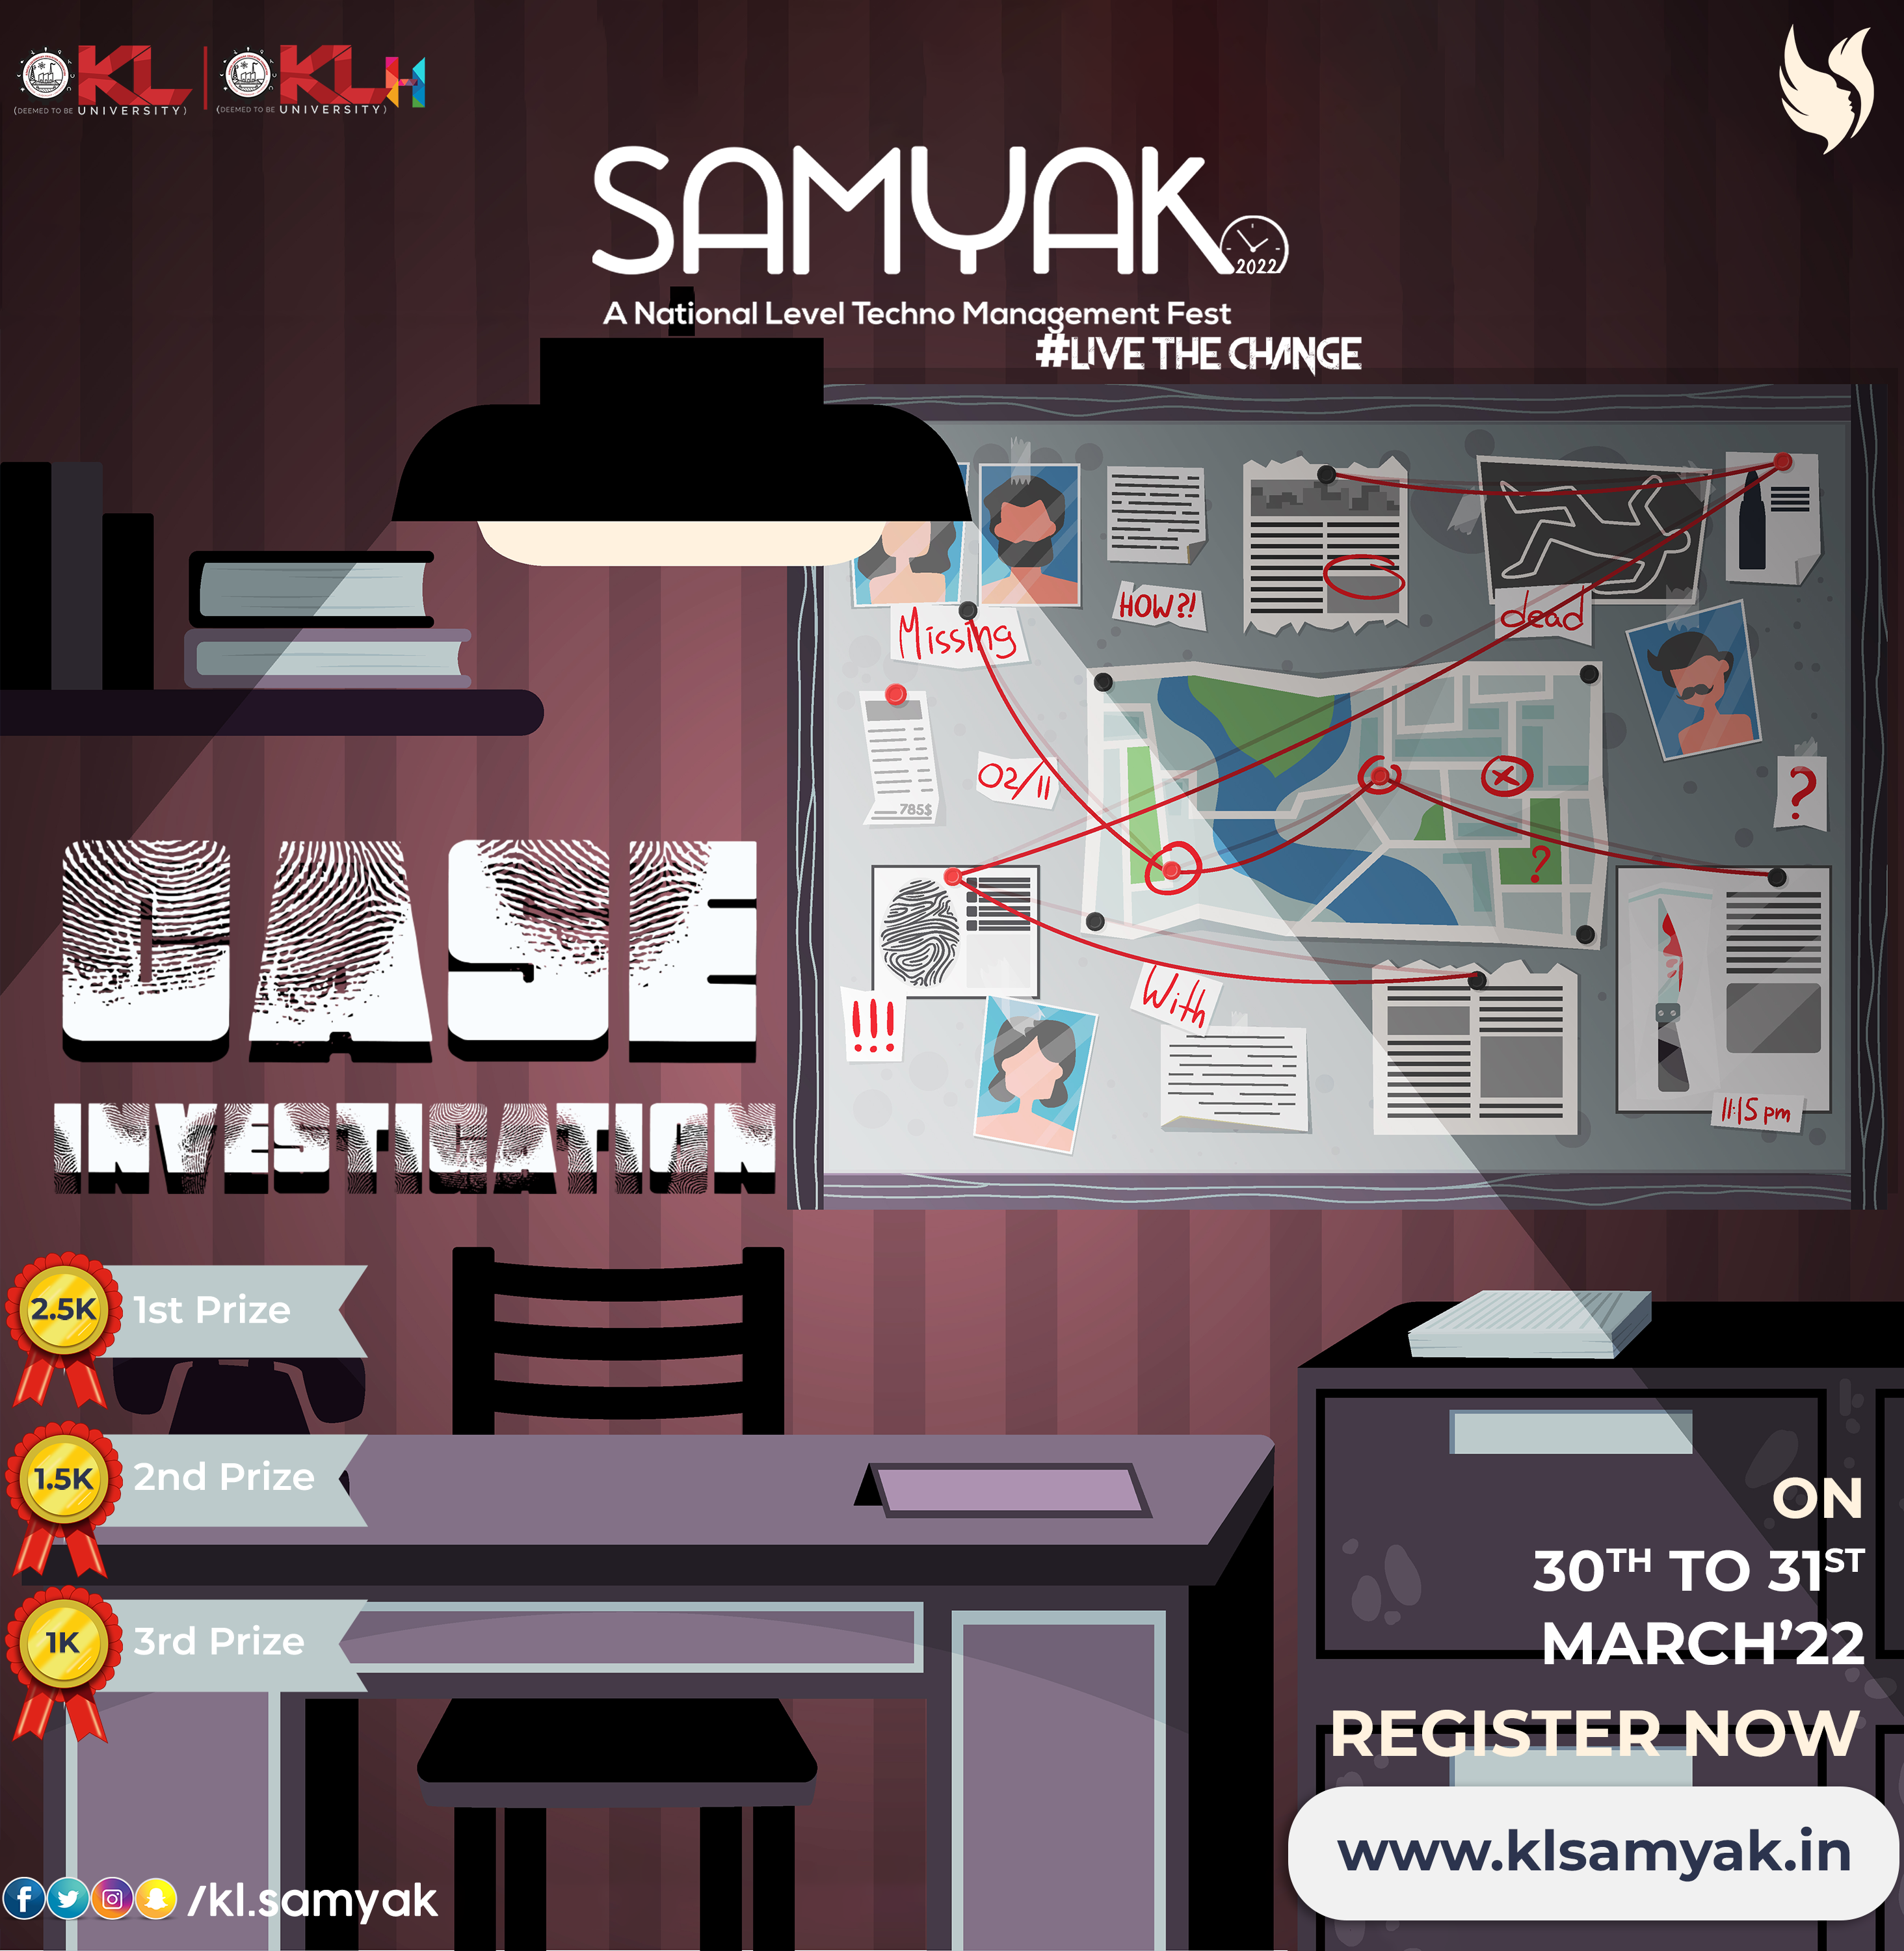 KL
(DEEMED TO BE UNIVERSITY)
KLH
(DEEMED TO BE UNIVERSITY)
SAMYAK
2022
A National Level Techno Management Fest
#LIVE THE CHANGE
Missing
HOW?!
dead
02/11
785$
?
?
!!!
With
11:15 pm
CASE
INVESTIGATION
2.5K 1st Prize
1.5K 2nd Prize
1K 3rd Prize
ON
30TH TO 31ST
MARCH'22
REGISTER NOW
www.klsamyak.in
/kl.samyak